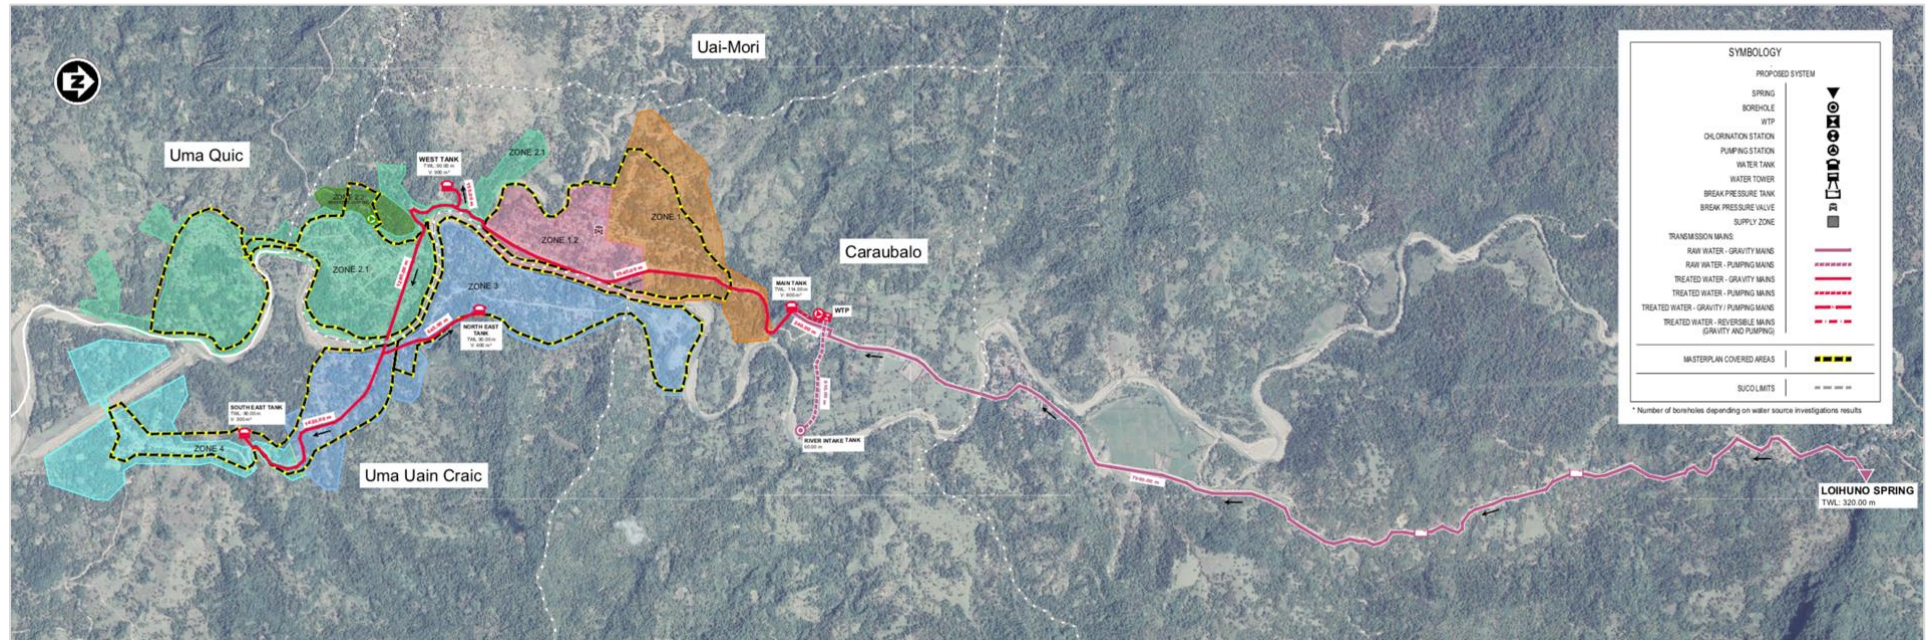 Uai-Mori
N
Uma Quic
WEST TANK
ZONE 2.1
ZONE 1.2
ZONE 2.1
ZONE 3
Caraubalo
MAIN TANK
WTP
NORTH EAST
TANK
SOUTH EAST TANK
ZONE 4
RIVER INTAKE TANK
Uma Uain Craic
LOIHUNO SPRING
TWL: 320.00 m
SYMBOLOGY
PROPOSED SYSTEM
SPRING
BOREHOLE
WTP
CHLORINATION STATION
PUMPING STATION
WATER TANK
WATER TOWER
BREAK PRESSURE TANK
BREAK PRESSURE VALVE
SUPPLY ZONE
TRANSMISSION MAINS:
RAW WATER - GRAVITY MAINS
RAW WATER - PUMPING MAINS
TREATED WATER - GRAVITY MAINS
TREATED WATER - PUMPING MAINS
TREATED WATER - GRAVITY / PUMPING MAINS
TREATED WATER - REVERSIBLE MAINS
(GRAVITY AND PUMPING)
MASTERPLAN COVERED AREAS
SUCO LIMITS
* Number of boreholes depending on water source investigations results